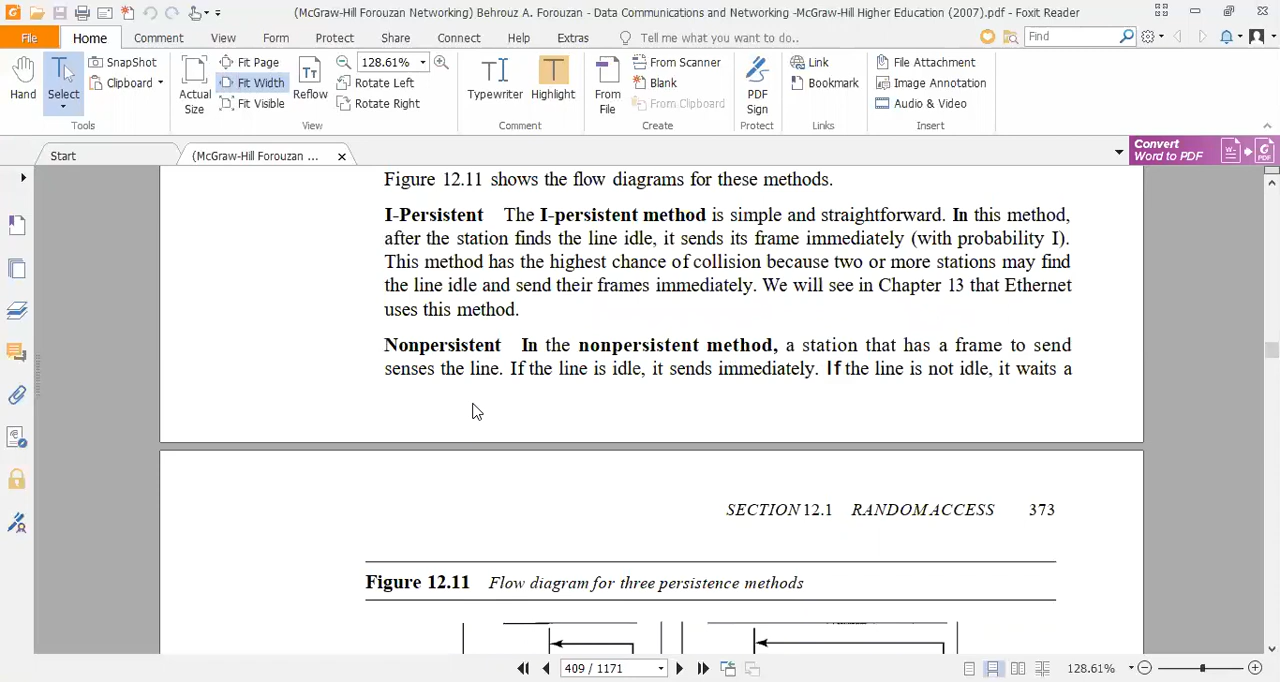 (McGraw-Hill Forouzan Networking) Behrouz A. Forouzan - Data Communications and Networking -McGraw-Hill Higher Education (2007).pdf - Foxit Reader
File Home Comment View Form Protect Share Connect Help Extras Tell me what you want to do... Find
Hand Select SnapShot Clipboard Actual Size Fit Page Fit Width Fit Visible Reflow 128.61% Rotate Left Rotate Right Typewriter Highlight From File From Scanner Blank From Clipboard PDF Sign Link Bookmark File Attachment Image Annotation Audio & Video
Tools View Comment Create Protect Links Insert
Start (McGraw-Hill Forouzan ... Convert Word to PDF
Figure 12.11 shows the flow diagrams for these methods.
I-Persistent The I-persistent method is simple and straightforward. In this method,
after the station finds the line idle, it sends its frame immediately (with probability I).
This method has the highest chance of collision because two or more stations may find
the line idle and send their frames immediately. We will see in Chapter 13 that Ethernet
uses this method.
Nonpersistent In the nonpersistent method, a station that has a frame to send
senses the line. If the line is idle, it sends immediately. If the line is not idle, it waits a
SECTION 12.1 RANDOM ACCESS 373
Figure 12.11 Flow diagram for three persistence methods
409 / 1171 128.61%